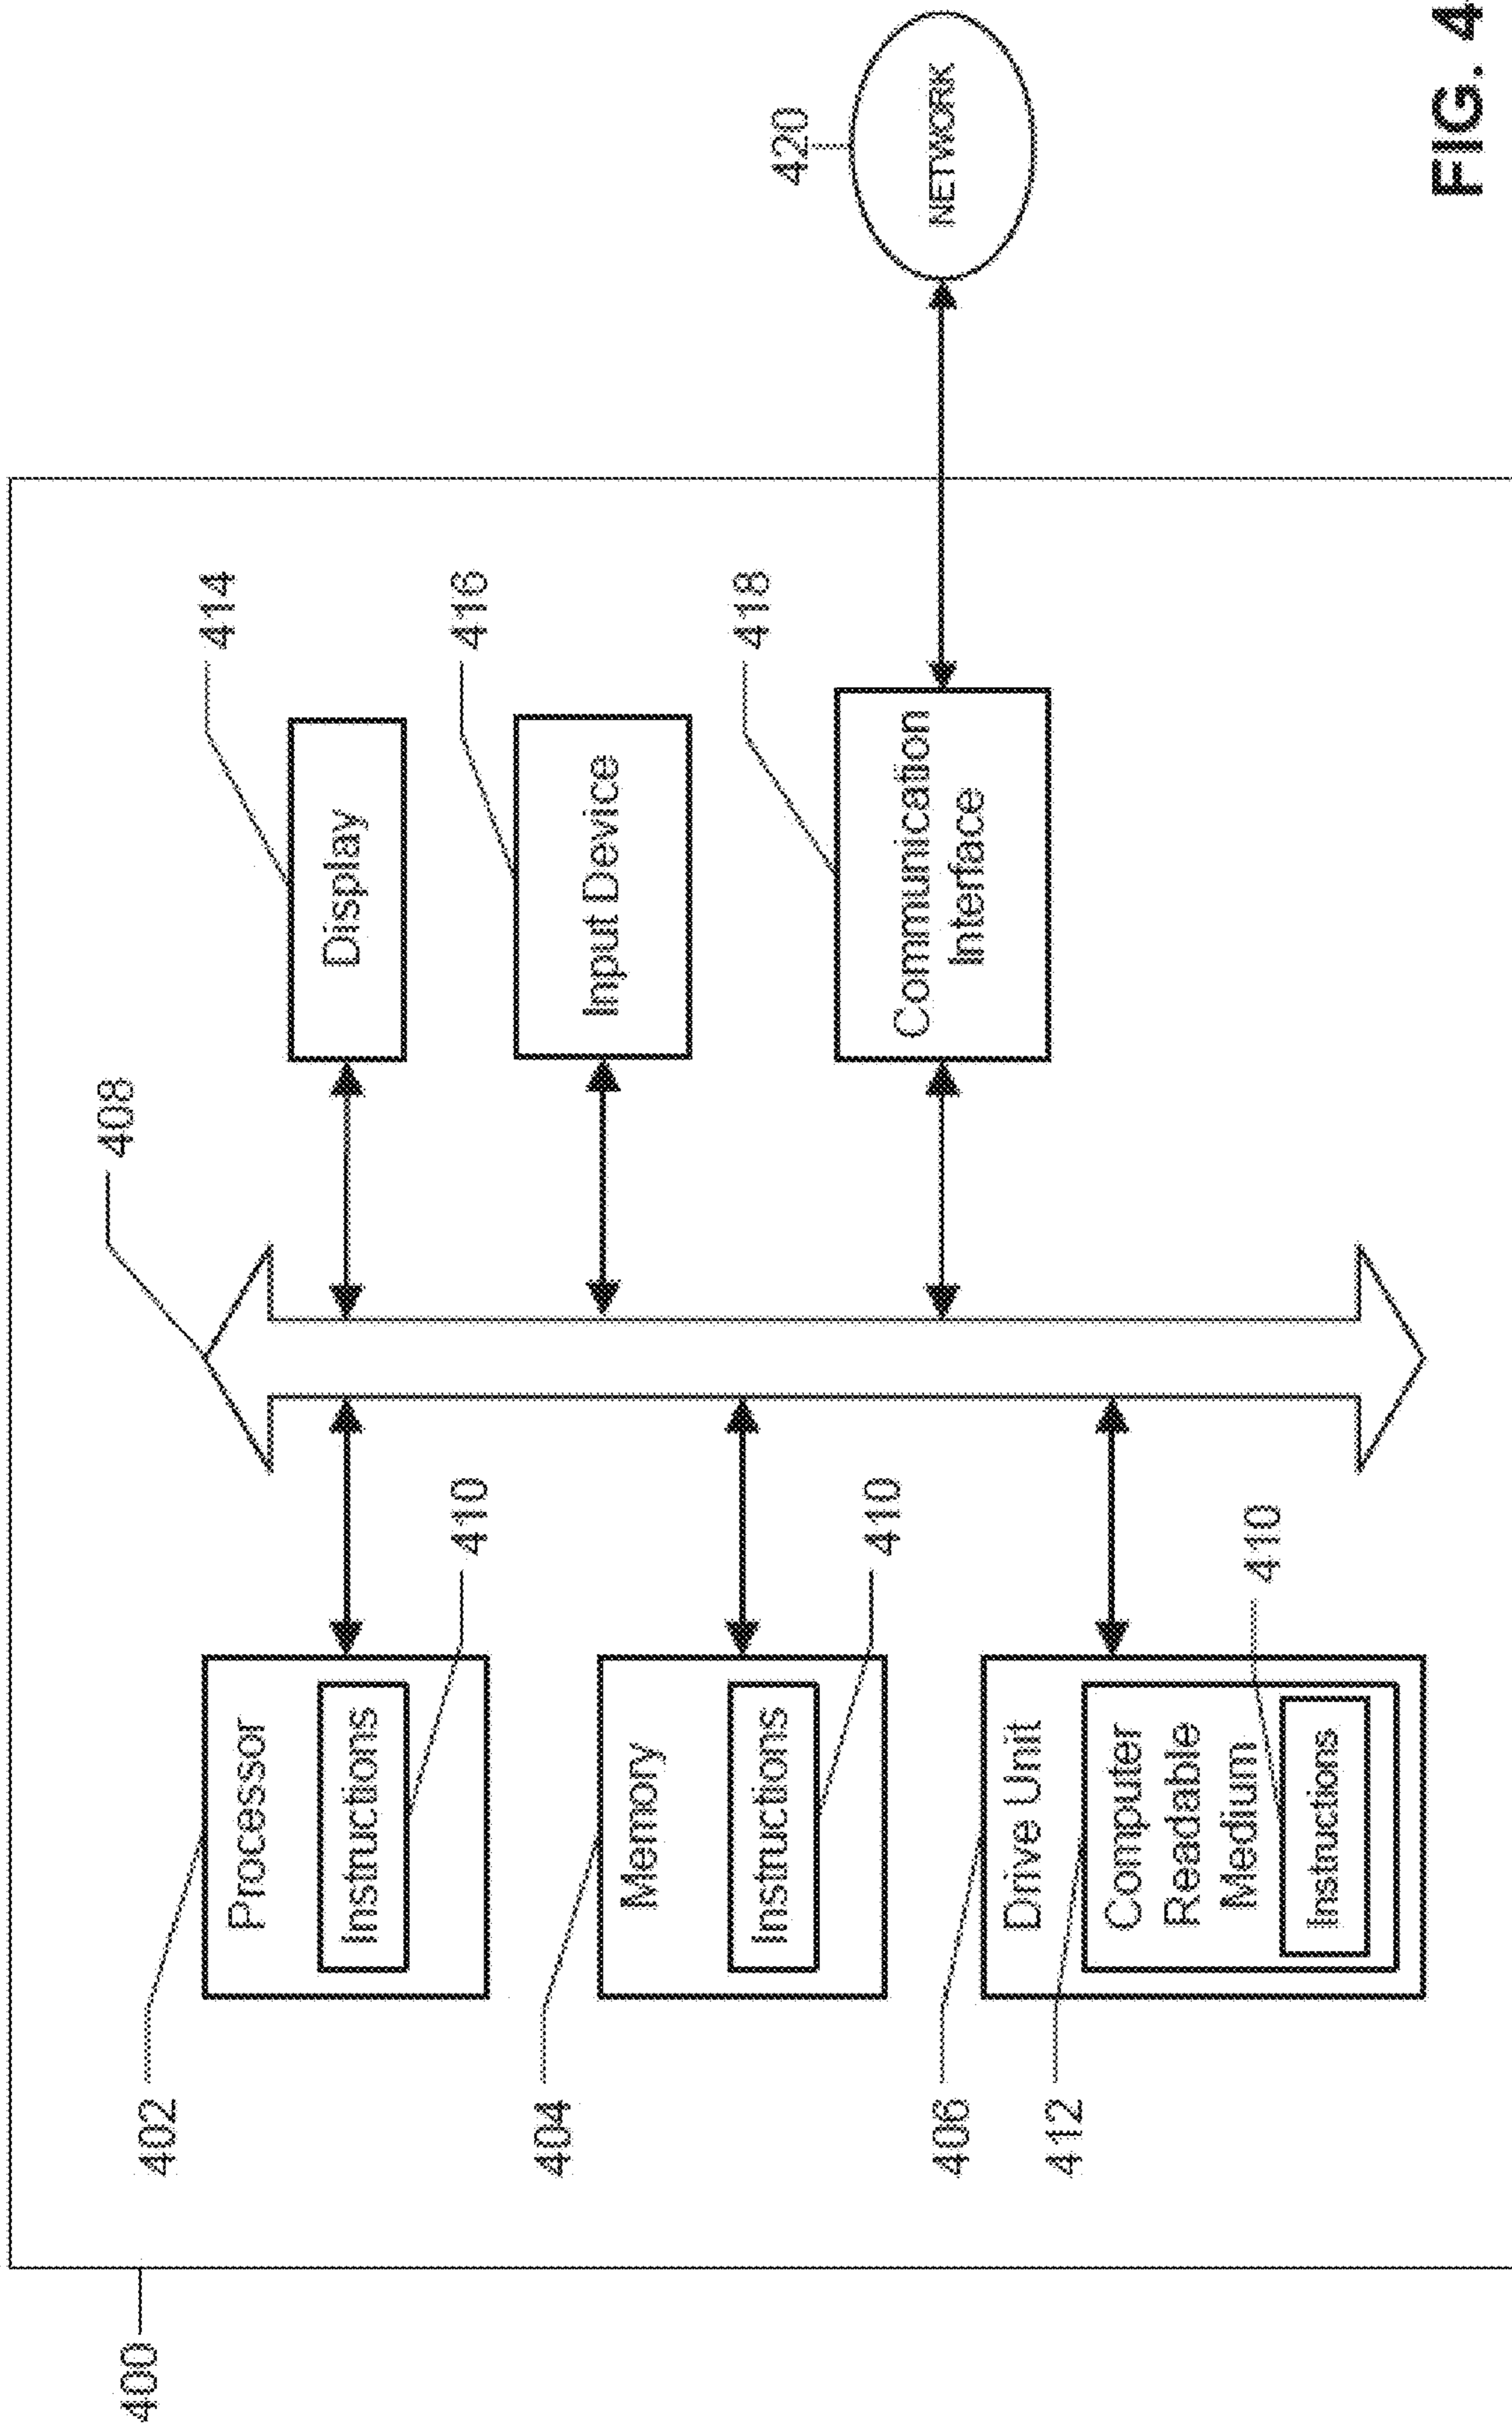 400
402
Processor
Instructions
410
404
Memory
Instructions
410
406
412
Drive Unit
Computer
Readable
Medium
410
Instructions
408
414
Display
416
Input Device
418
Communication
Interface
420
NETWORK
FIG. 4